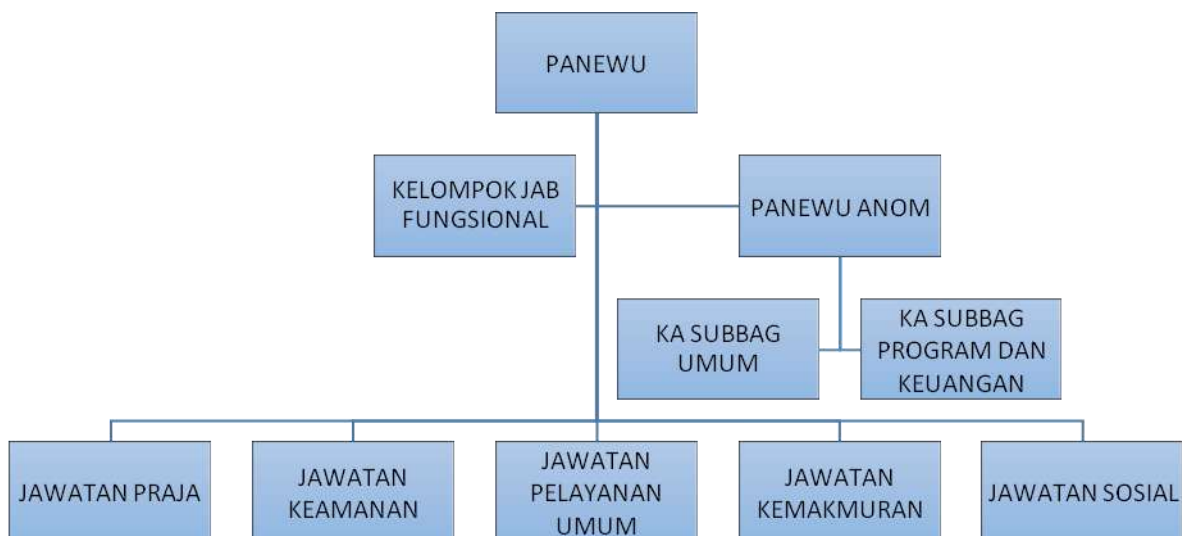 PANEWU
KELOMPOK JAB
FUNGSIONAL
PANEWU ANOM
KA SUBBAG
UMUM
KA SUBBAG
PROGRAM DAN
KEUANGAN
JAWATAN PRAJA
JAWATAN
KEAMANAN
JAWATAN
PELAYANAN
UMUM
JAWATAN
KEMAKMURAN
JAWATAN SOSIAL